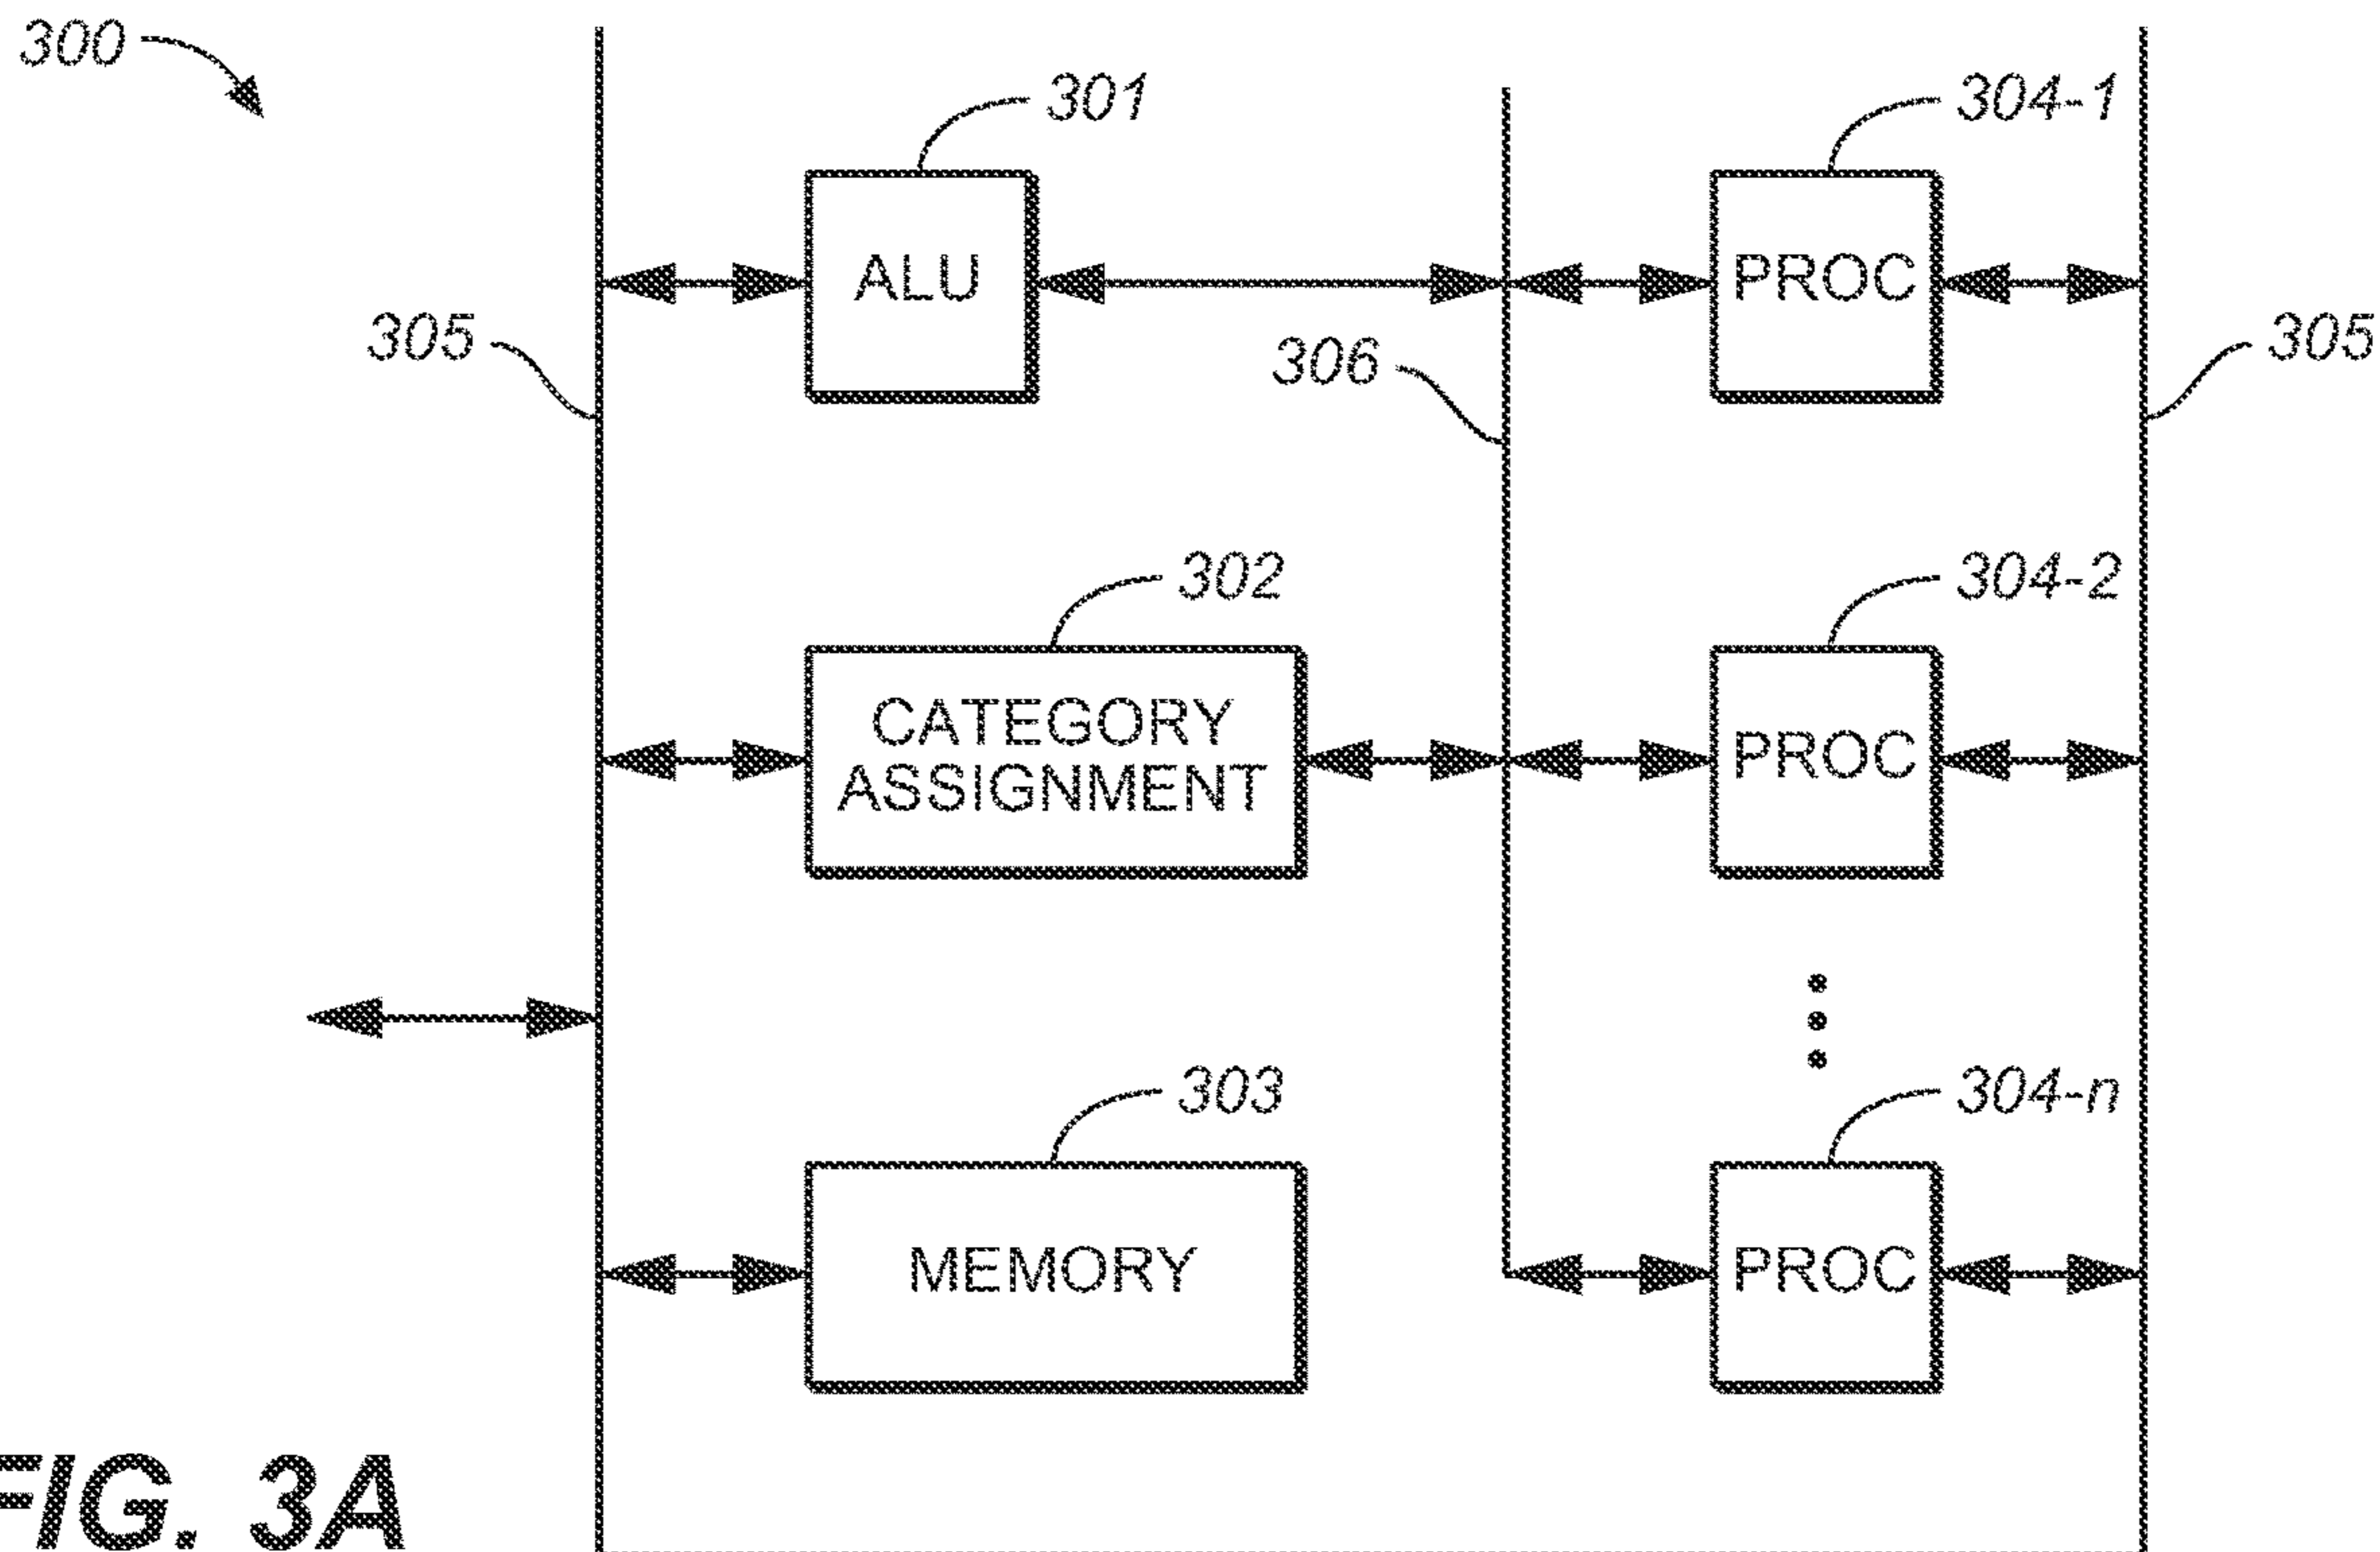 300
301
304-1
ALU
PROC
305
306
305
302
304-2
CATEGORY
ASSIGNMENT
PROC
303
304-n
MEMORY
PROC
FIG. 3A